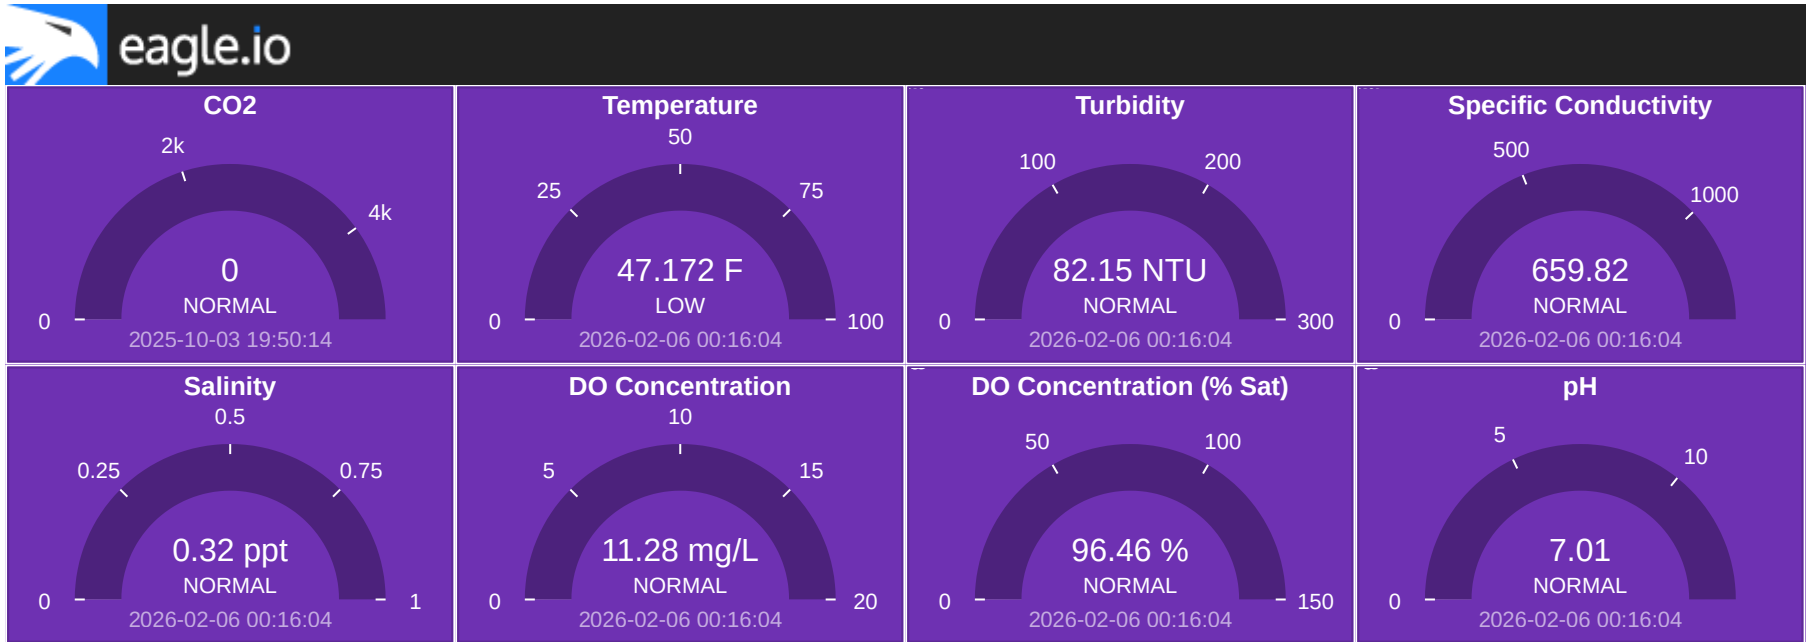 eagle.io
CO2
2k
4k
0
0
NORMAL
2025-10-03 19:50:14
Temperature
50
25
75
47.172 F
LOW
0
100
2026-02-06 00:16:04
Turbidity
100
200
82.15 NTU
NORMAL
0
300
2026-02-06 00:16:04
Specific Conductivity
500
1000
659.82
NORMAL
0
2026-02-06 00:16:04
Salinity
0.5
0.25
0.75
0.32 ppt
NORMAL
0
1
2026-02-06 00:16:04
DO Concentration
10
5
15
11.28 mg/L
NORMAL
0
20
2026-02-06 00:16:04
DO Concentration (% Sat)
50
100
96.46 %
NORMAL
0
150
2026-02-06 00:16:04
pH
5
10
7.01
NORMAL
0
2026-02-06 00:16:04